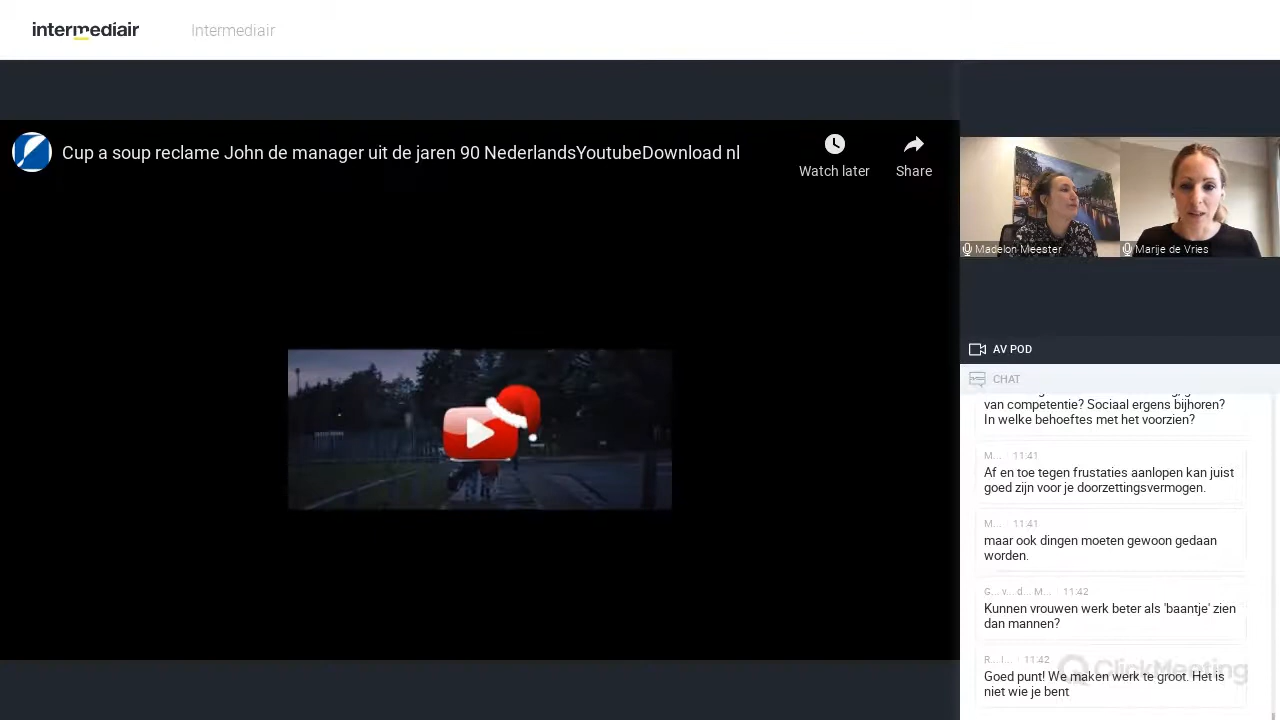 intermediair
Intermediair
Cup a soup reclame John de manager uit de jaren 90 NederlandsYoutubeDownload nl
Watch later
Share
Madelon Meester
Marije de Vries
AV POD
CHAT
van competentie? Sociaal ergens bijhoren?
In welke behoeftes met het voorzien?
M... 11:41
Af en toe tegen frustaties aanlopen kan juist
goed zijn voor je doorzettingsvermogen.
M... 11:41
maar ook dingen moeten gewoon gedaan
worden.
G... v... d... M... 11:42
Kunnen vrouwen werk beter als 'baantje' zien
dan mannen?
R... I... 11:42
ClickMeeting
Goed punt! We maken werk te groot. Het is
niet wie je bent